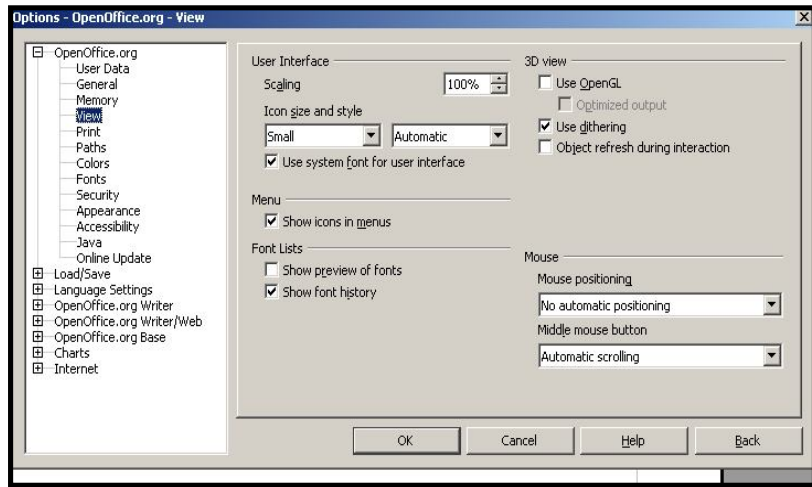 Options - OpenOffice.org - View
X
OpenOffice.org
User Data
General
Memory
View
Print
Paths
Colors
Fonts
Security
Appearance
Accessibility
Java
Online Update
Load/Save
Language Settings
OpenOffice.org Writer
OpenOffice.org Writer/Web
OpenOffice.org Base
Charts
Internet
User Interface
Scaling
100%
Icon size and style
Small
Automatic
Use system font for user interface
Menu
Show icons in menus
Font Lists
Show preview of fonts
Show font history
3D view
Use OpenGL
Optimized output
Use dithering
Object refresh during interaction
Mouse
Mouse positioning
No automatic positioning
Middle mouse button
Automatic scrolling
OK
Cancel
Help
Back